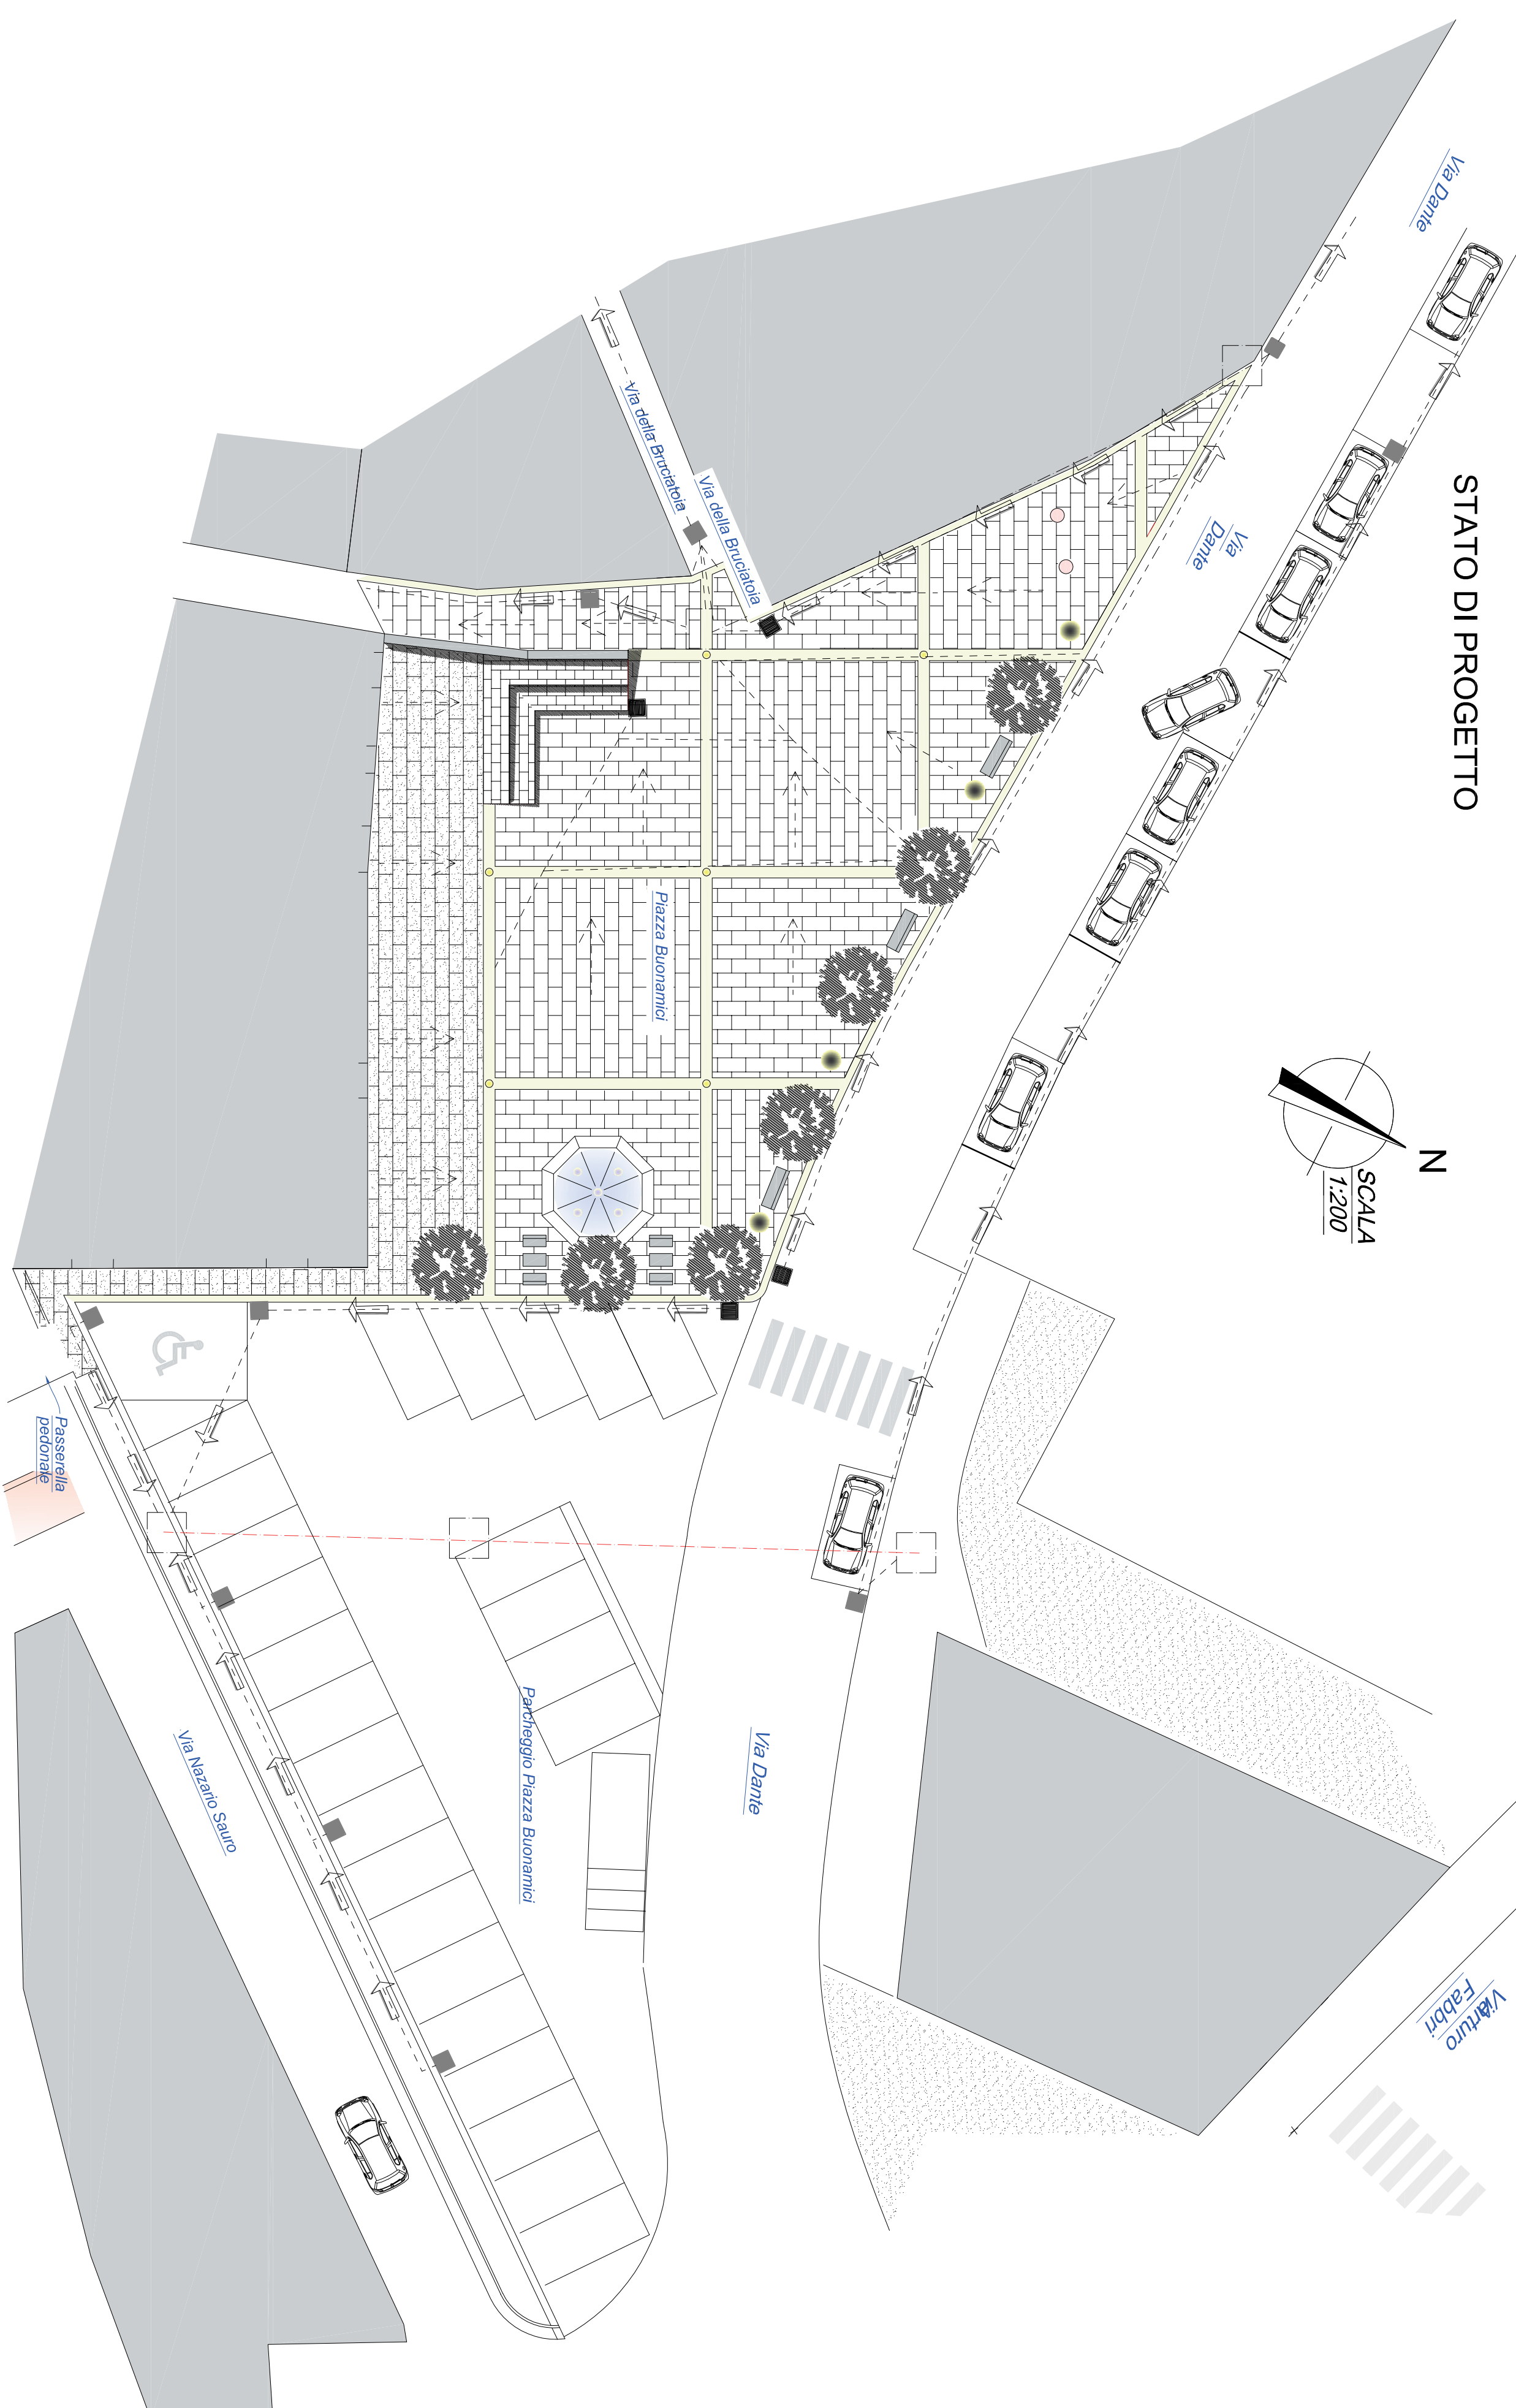 STATO DI PROGETTO
N
SCALA
1:200
Via Dante
Via
Dante
Via della Bruciatoia
Via della Bruciatoia
Piazza Buonamici
Passerella
pedonale
Parcheggio Piazza Buonamici
Via Dante
Via Nazario Sauro
Via
Arturo
Fabbri